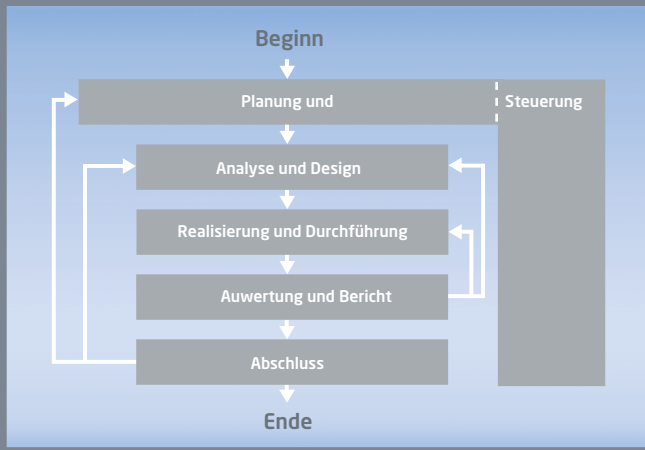 Beginn
Planung und
Steuerung
Analyse und Design
Realisierung und Durchführung
Auwertung und Bericht
Abschluss
Ende